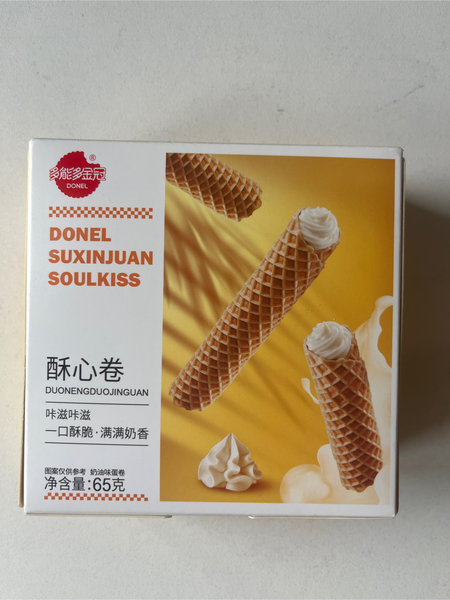 多能多金冠
®
DONEL
DONEL
SUXINJUAN
SOULKISS
酥心卷
DUONENGDUOJINGUAN
咔滋咔滋
一口酥脆·满满奶香
图案仅供参考 奶油味蛋卷
净含量:65克